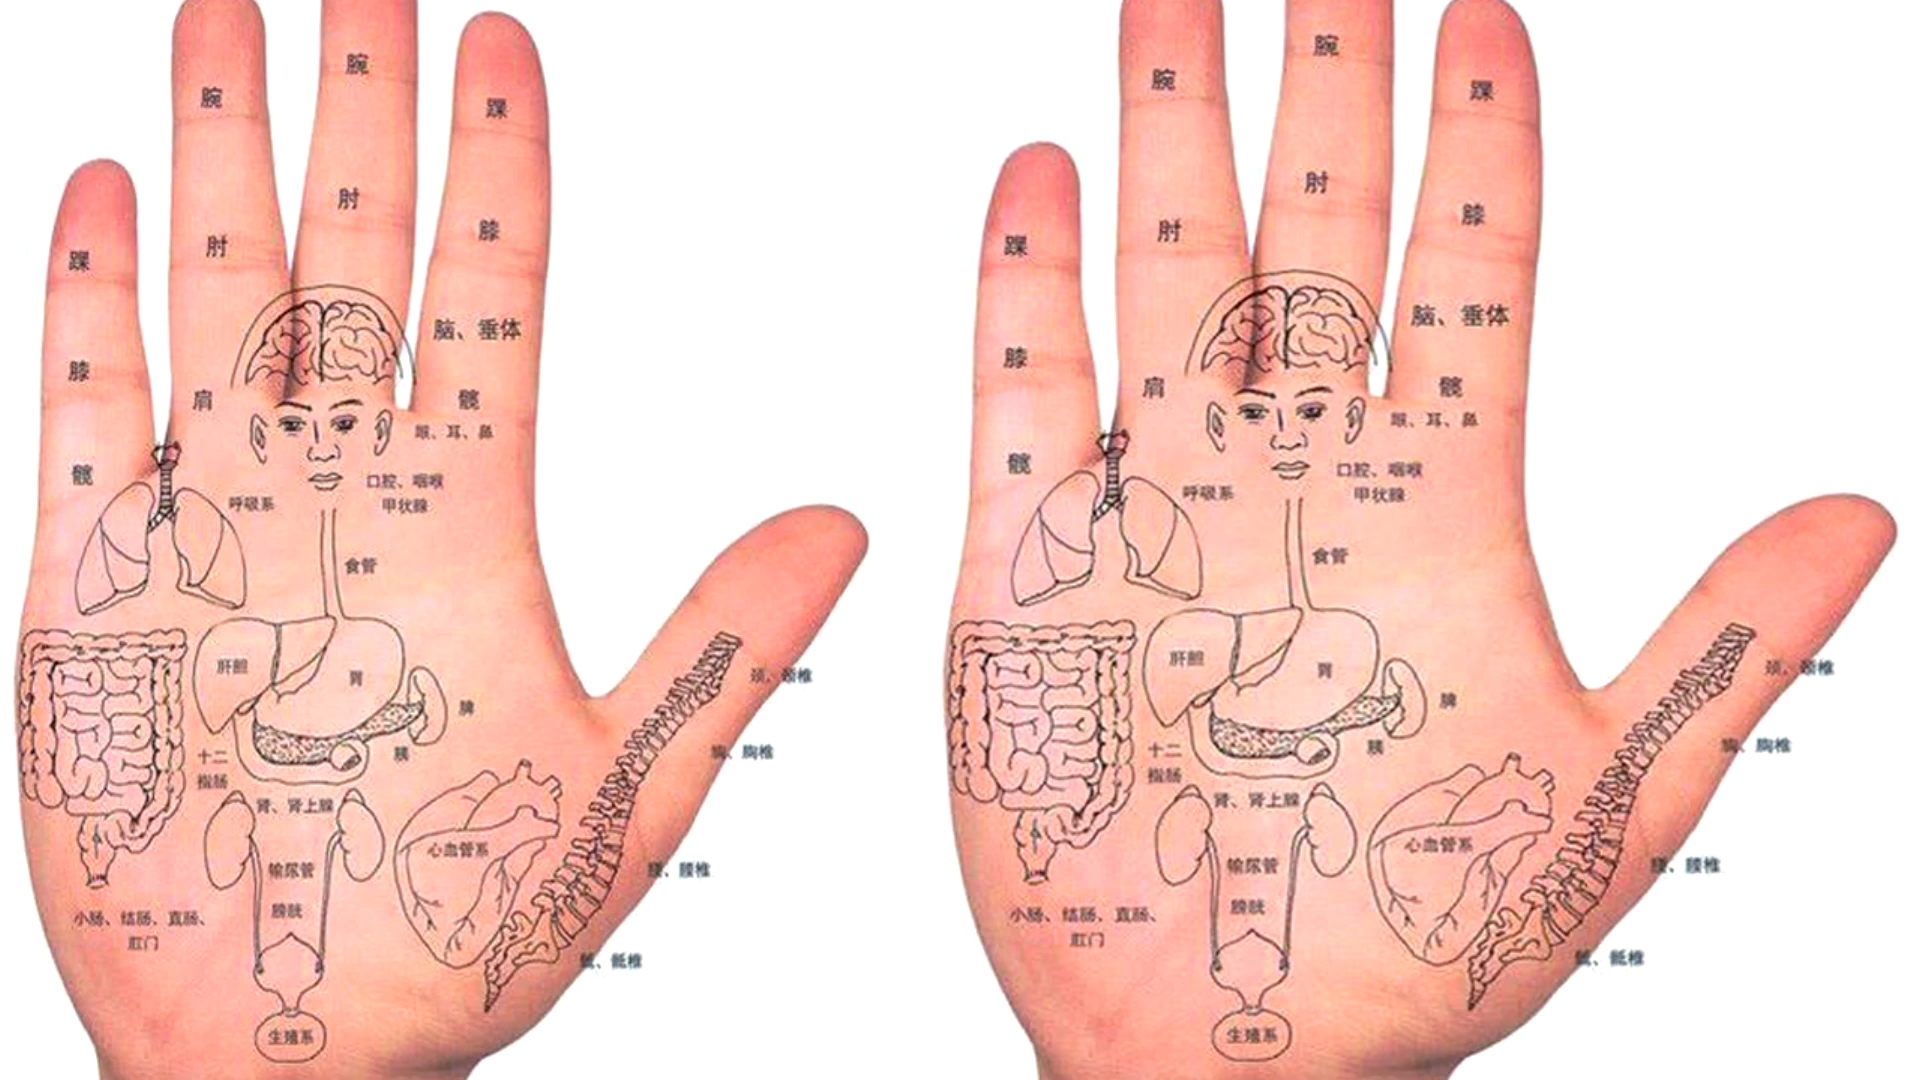 腕
腕
踝
肘
肘
膝
踝
脑、垂体
膝
肩
髋
眼、耳、鼻
髋
口腔、咽喉
甲状腺
呼吸系
食管
肝胆
胃
颈、颈椎
脾
十二
指肠
胰
胸、胸椎
肾、肾上腺
心血管系
输尿管
腰、腰椎
膀胱
小肠、结肠、直肠、
肛门
骶、骶椎
生殖系
腕
腕
踝
肘
肘
膝
踝
脑、垂体
膝
肩
髋
眼、耳、鼻
髋
口腔、咽喉
甲状腺
呼吸系
食管
肝胆
胃
颈、颈椎
脾
十二
指肠
胰
胸、胸椎
肾、肾上腺
心血管系
输尿管
腰、腰椎
膀胱
小肠、结肠、直肠、
肛门
骶、骶椎
生殖系